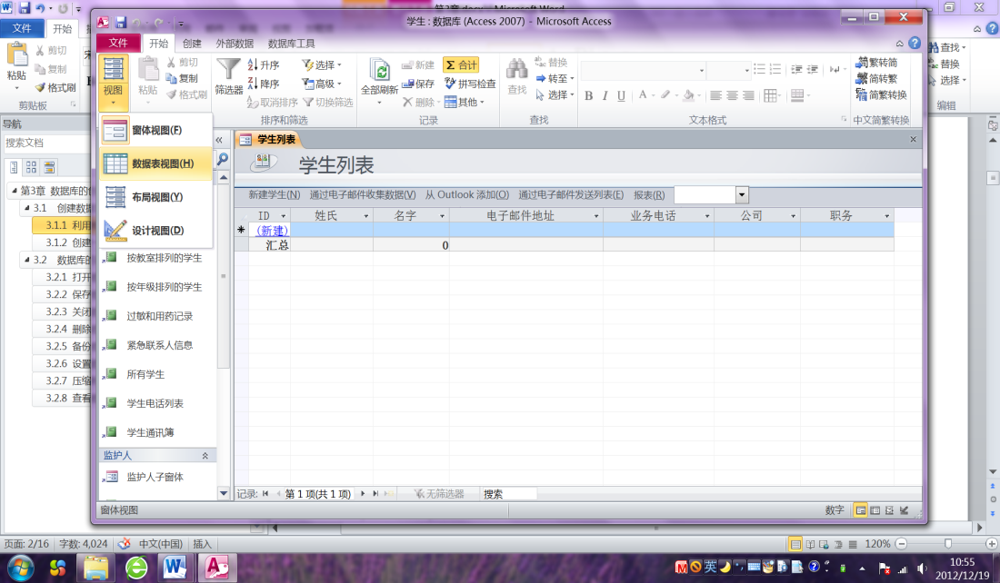 学生 : 数据库 (Access 2007) - Microsoft Access
文件 开始 创建 外部数据 数据库工具
文件 开始
粘贴 剪切 复制 格式刷
剪贴板
视图 粘贴 剪切 复制 格式刷
筛选器 升序 降序 取消排序 选择 高级 切换筛选
排序和筛选
全部刷新 新建 保存 删除 合计 拼写检查 其他
记录
查找 替换 转至 选择
查找
B I U A
文本格式
繁转简
简转繁
简繁转换
中文简繁转换
查找
替换
选择
编辑
导航
搜索文档
第3章 数据库的
3.1 创建数据
3.1.1 利用
3.1.2 创建
3.2 数据库的
3.2.1 打开
3.2.2 保存
3.2.3 关闭
3.2.4 删除
3.2.5 备份
3.2.6 设置
3.2.7 压缩
3.2.8 查看
窗体视图(F)
数据表视图(H)
布局视图(Y)
设计视图(D)
按教室排列的学生
按年级排列的学生
过敏和用药记录
紧急联系人信息
所有学生
学生电话列表
学生通讯簿
监护人
监护人子窗体
学生列表
学生列表
新建学生(N) 通过电子邮件收集数据(V) 从 Outlook 添加(O) 通过电子邮件发送列表(E) 报表(R)
ID 姓氏 名字 电子邮件地址 业务电话 公司 职务
(新建)
汇总 0
记录: 第 1 项(共 1 项) 无筛选器 搜索
窗体视图 数字
页面: 2/16 字数: 4,024 中文(中国) 插入 120%
英
10:55
2012/12/19